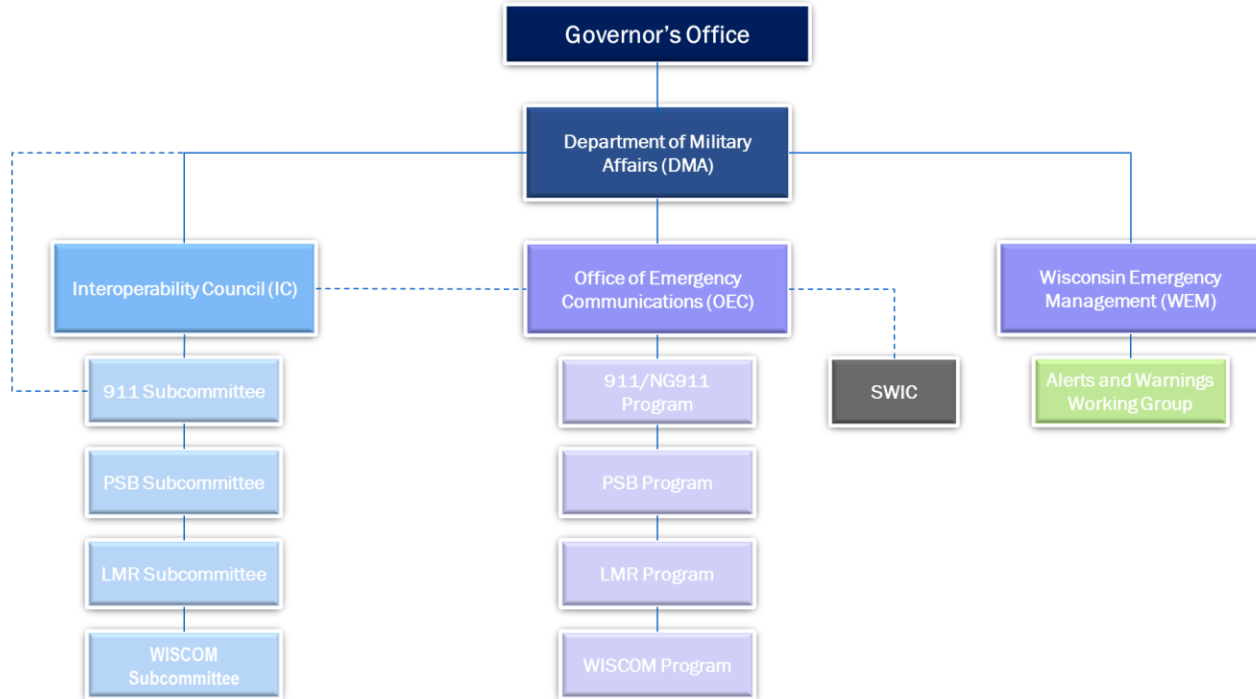 Governor's Office
Department of Military
Affairs (DMA)
Interoperability Council (IC)
Office of Emergency
Communications (OEC)
Wisconsin Emergency
Management (WEM)
911 Subcommittee
911/NG911
Program
SWIC
Alerts and Warnings
Working Group
PSB Subcommittee
PSB Program
LMR Subcommittee
LMR Program
WISCOM
Subcommittee
WISCOM Program